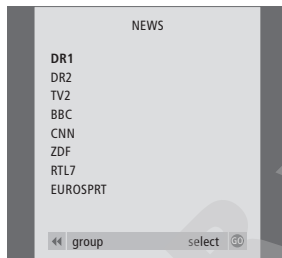 NEWS
DR1
DR2
TV2
BBC
CNN
ZDF
RTL7
EUROSPRT
group select GO